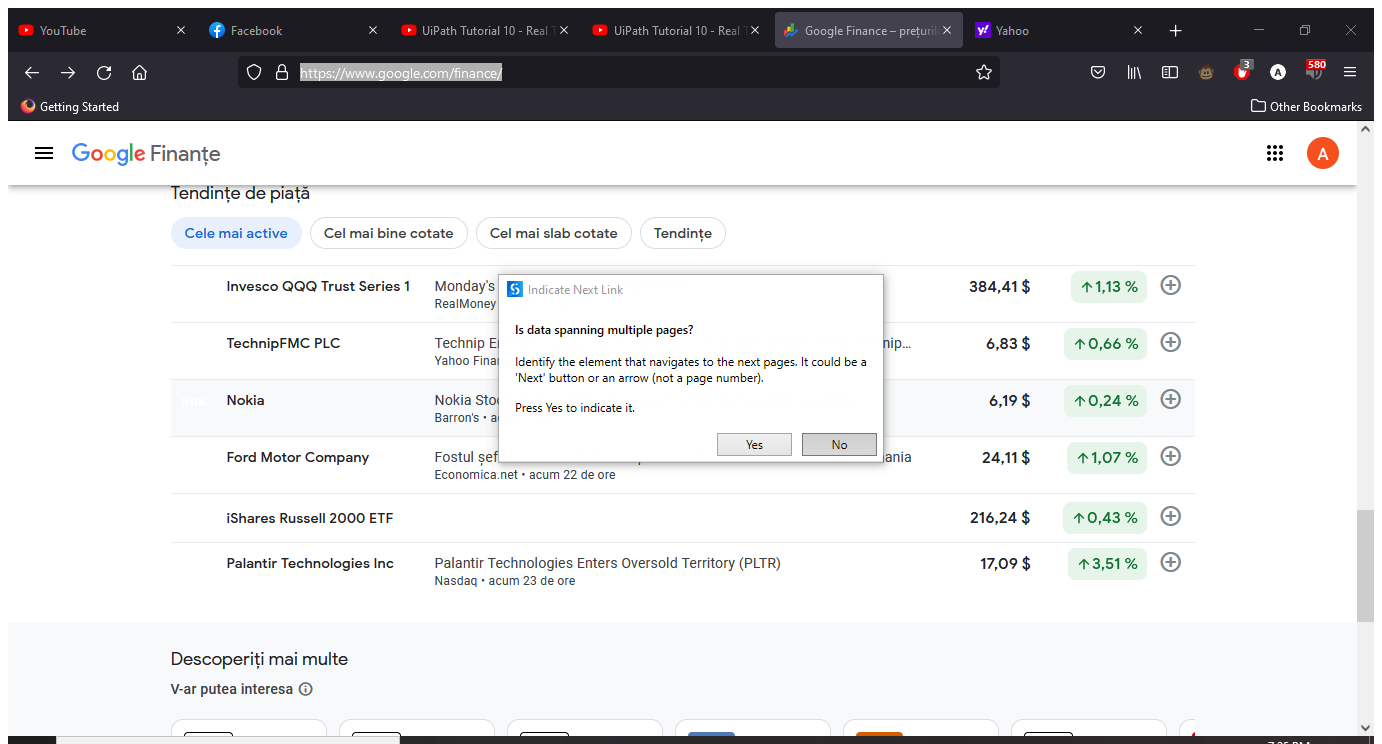 YouTube
Facebook
UiPath Tutorial 10 - Real T
UiPath Tutorial 10 - Real T
Google Finance – prețuril
Yahoo
https://www.google.com/finance/
3
A
580
Getting Started
Other Bookmarks
Google Finanțe
A
Tendințe de piață
Cele mai active
Cel mai bine cotate
Cel mai slab cotate
Tendințe
Invesco QQQ Trust Series 1
Monday's
RealMoney
384,41 $
↑1,13 %
TechnipFMC PLC
Technip E
Yahoo Finan
nip...
6,83 $
↑0,66 %
Nokia
Nokia Stoc
Barron's • a
6,19 $
↑0,24 %
Ford Motor Company
Fostul șef
ania
Economica.net • acum 22 de ore
24,11 $
↑1,07 %
iShares Russell 2000 ETF
216,24 $
↑0,43 %
Palantir Technologies Inc
Palantir Technologies Enters Oversold Territory (PLTR)
Nasdaq • acum 23 de ore
17,09 $
↑3,51 %
Indicate Next Link
Is data spanning multiple pages?
Identify the element that navigates to the next pages. It could be a
'Next' button or an arrow (not a page number).
Press Yes to indicate it.
Yes
No
Descoperiți mai multe
V-ar putea interesa